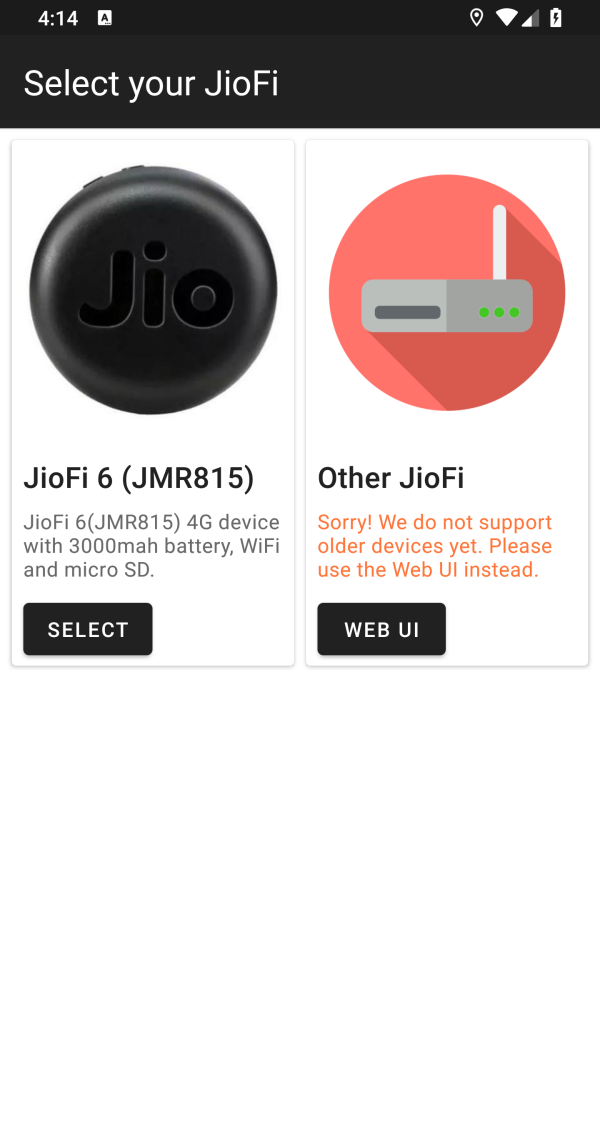 4:14
Select your JioFi
Jio
JioFi 6 (JMR815)
JioFi 6(JMR815) 4G device
with 3000mah battery, WiFi
and micro SD.
SELECT
Other JioFi
Sorry! We do not support
older devices yet. Please
use the Web UI instead.
WEB UI